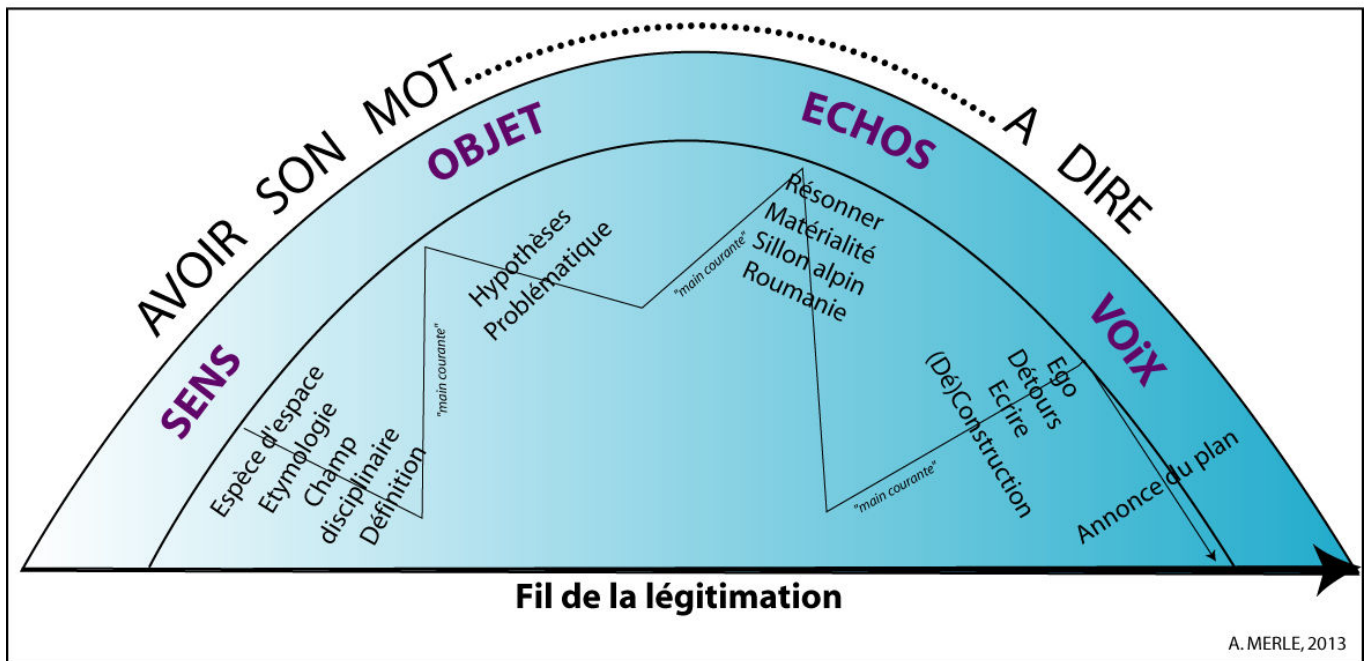 AVOIR SON MOT.......................................A DIRE
SENS
OBJET
ECHOS
VOiX
Espèce d'espace
Etymologie
Champ
disciplinaire
Définition
"main courante"
Hypothèses
Problématique
"main courante"
Résonner
Matérialité
Sillon alpin
Roumanie
"main courante"
Ego
Détours
Ecrire
(Dé)Construction
Annonce du plan
Fil de la légitimation
A. MERLE, 2013